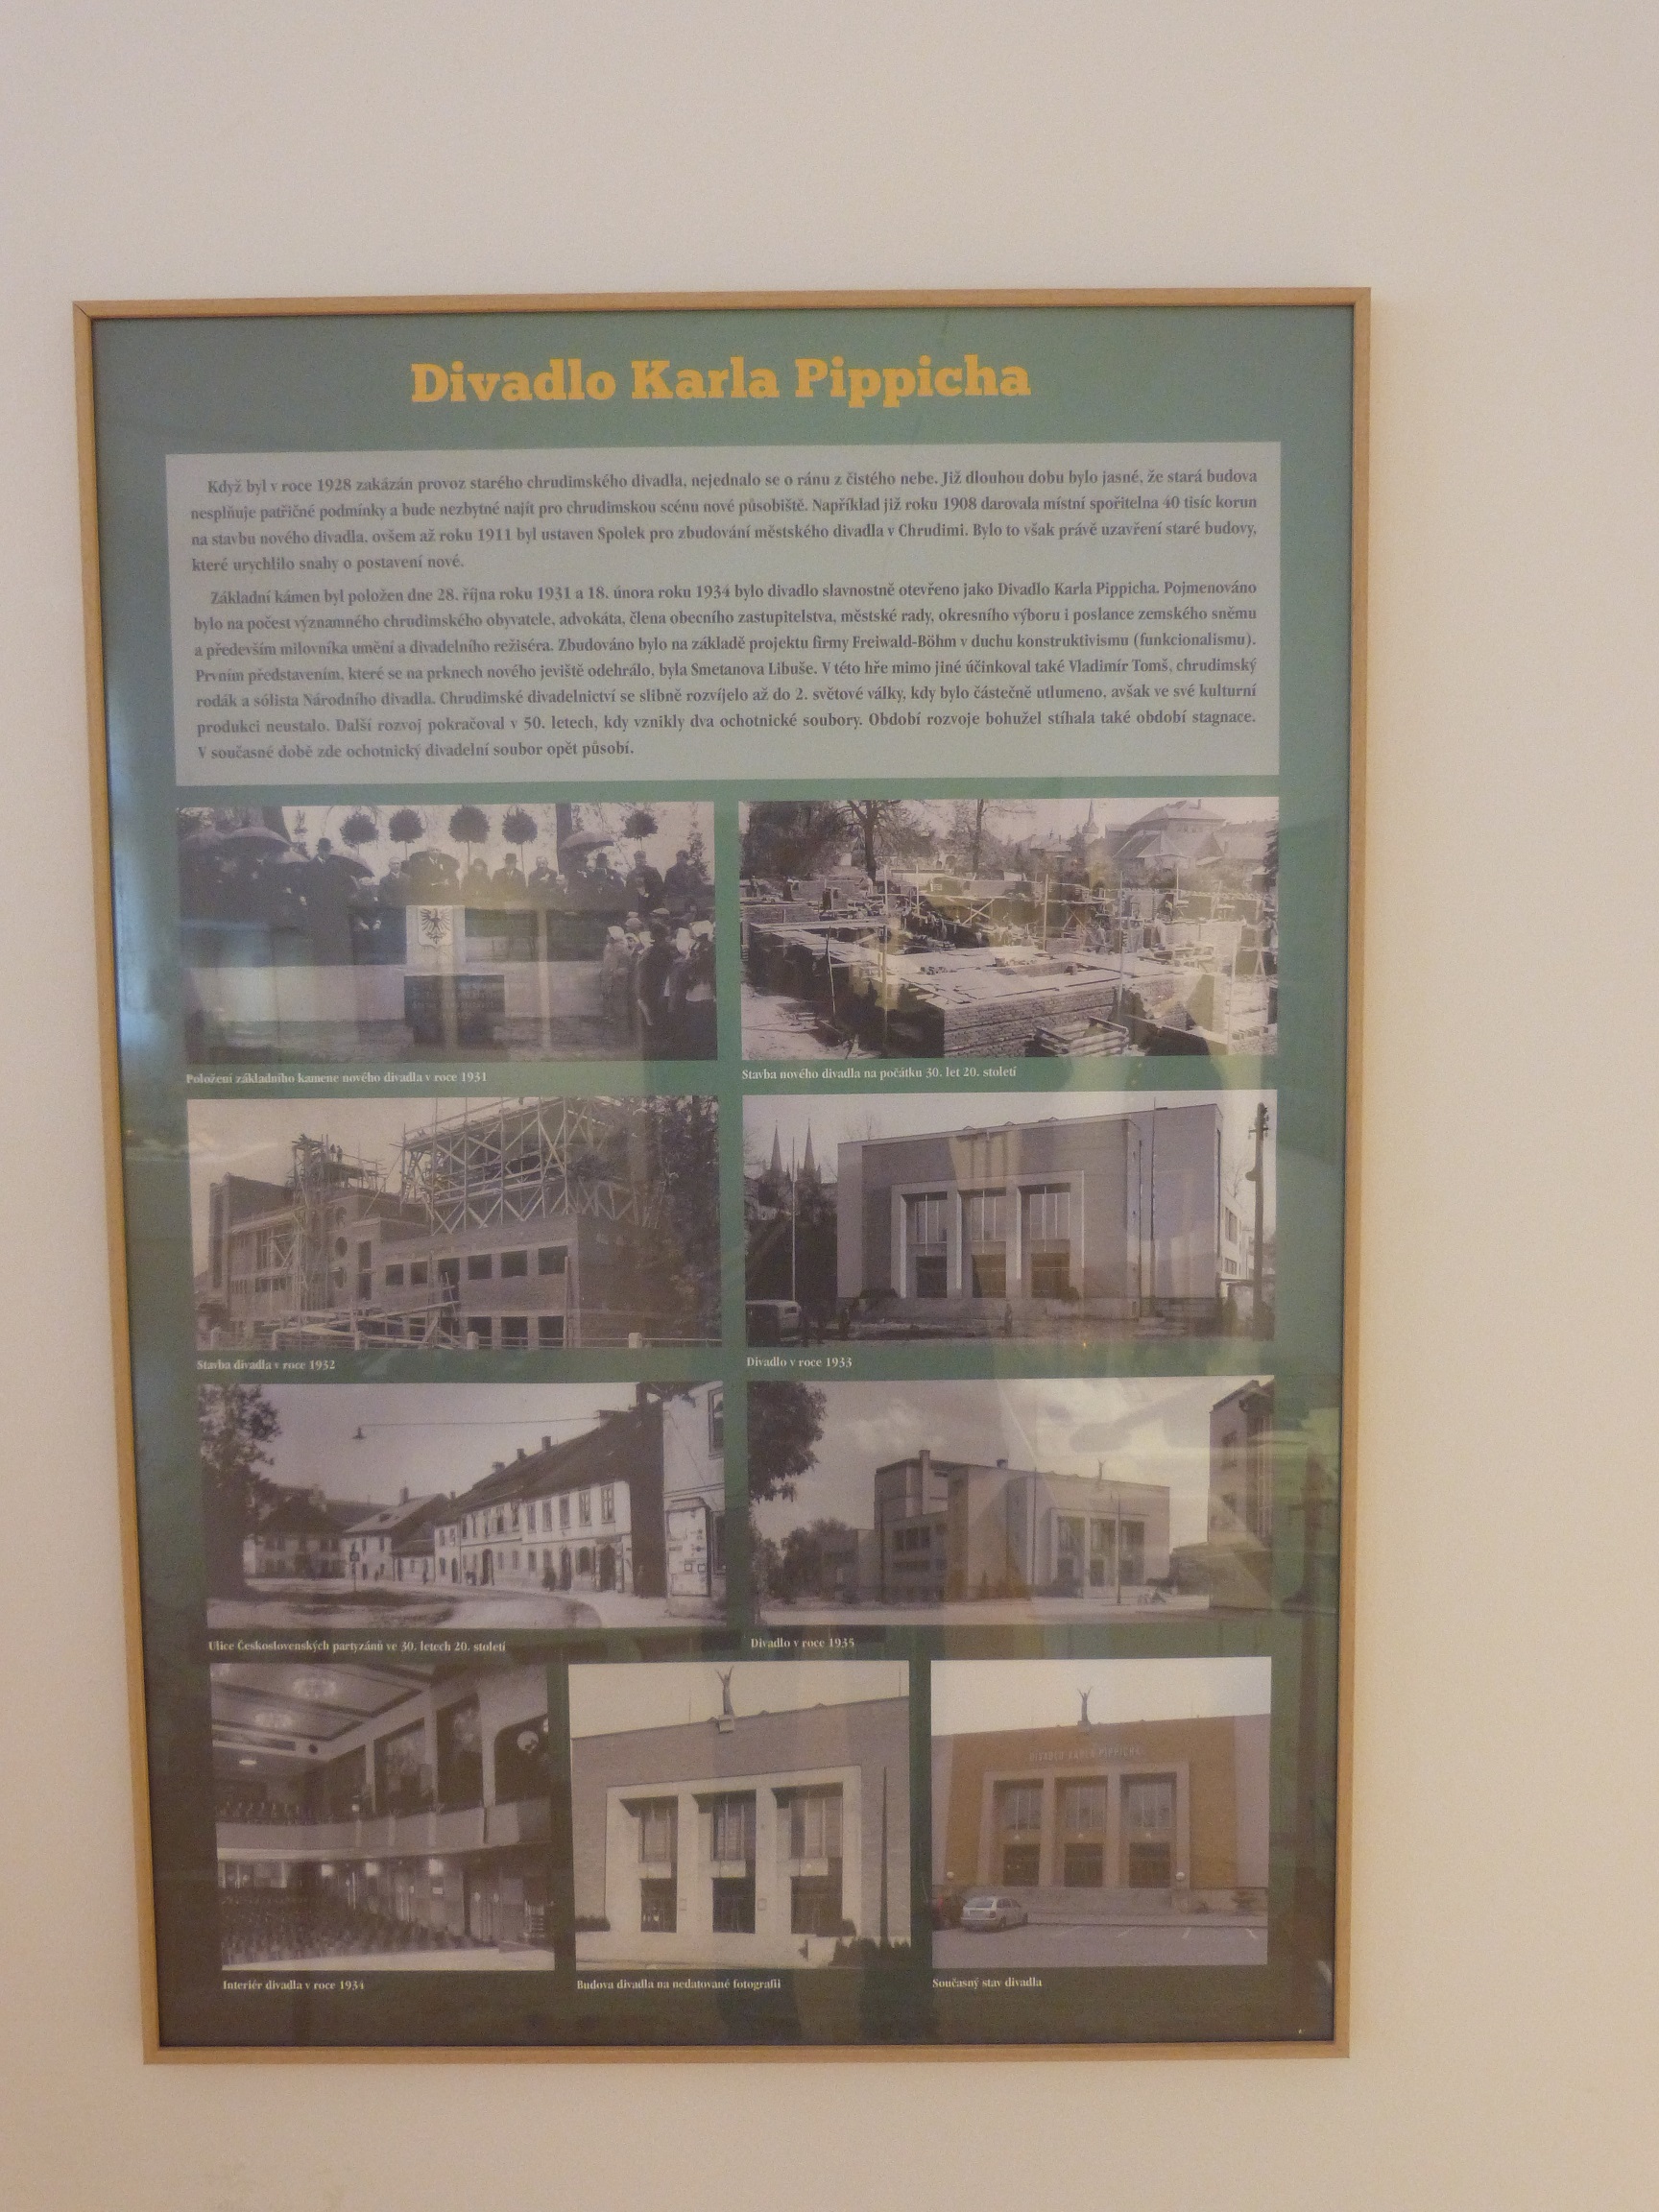 Divadlo Karla Pippicha
Když byl v roce 1928 zakázán provoz starého chrudimského divadla, nejednalo se o ránu z čistého nebe. Již dlouhou dobu bylo jasné, že stará budova
nesplňuje patřičné podmínky a bude nezbytné najít pro chrudimskou scénu nové působiště. Například již roku 1908 darovala místní spořitelna 40 tisíc korun
na stavbu nového divadla, ovšem až roku 1911 byl ustaven Spolek pro zbudování městského divadla v Chrudimi. Bylo to však právě uzavření staré budovy,
které urychlilo snahy o postavení nové.
Základní kámen byl položen dne 28. října roku 1931 a 18. února roku 1934 bylo divadlo slavnostně otevřeno jako Divadlo Karla Pippicha. Pojmenováno
bylo na počest významného chrudimského obyvatele, advokáta, člena obecního zastupitelstva, městské rady, okresního výboru i poslance zemského sněmu
a především milovníka umění a divadelního režiséra. Zbudováno bylo na základě projektu firmy Freiwald-Böhm v duchu konstruktivismu (funkcionalismu).
Prvním představením, které se na prknech nového jeviště odehrálo, byla Smetanova Libuše. V této hře mimo jiné účinkoval také Vladimír Tomš, chrudimský
rodák a sólista Národního divadla. Chrudimské divadelnictví se slibně rozvíjelo až do 2. světové války, kdy bylo částečně utlumeno, avšak ve své kulturní
produkci neustalo. Další rozvoj pokračoval v 50. letech, kdy vznikly dva ochotnické soubory. Období rozvoje bohužel stíhala také období stagnace.
V současné době zde ochotnický divadelní soubor opět působí.
Položení základního kamene nového divadla v roce 1931
Stavba nového divadla na počátku 30. let 20. století
Stavba divadla v roce 1932
Divadlo v roce 1933
Ulice Československých partyzánů ve 30. letech 20. století
Divadlo v roce 1935
DIVADLO KARLA PIPPICHA
Interiér divadla v roce 1934
Budova divadla na nedatované fotografii
Současný stav divadla